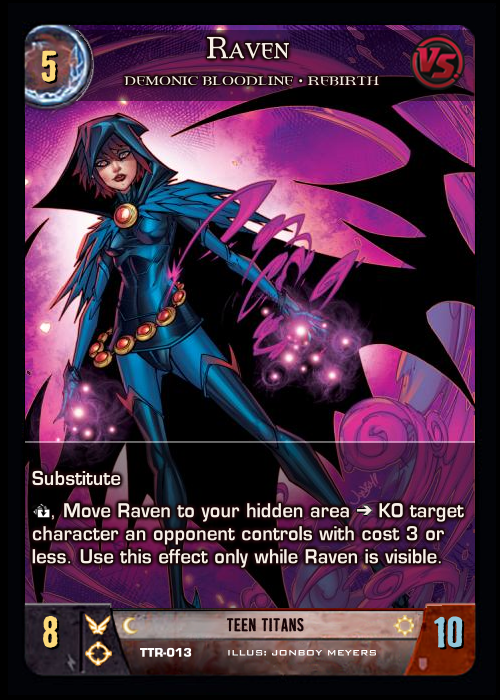 5
RAVEN
VS
DEMONIC BLOODLINE • REBIRTH
Substitute
, Move Raven to your hidden area ➔ KO target
character an opponent controls with cost 3 or
less. Use this effect only while Raven is visible.
8
TEEN TITANS
10
TTR-013
ILLUS: JONBOY MEYERS